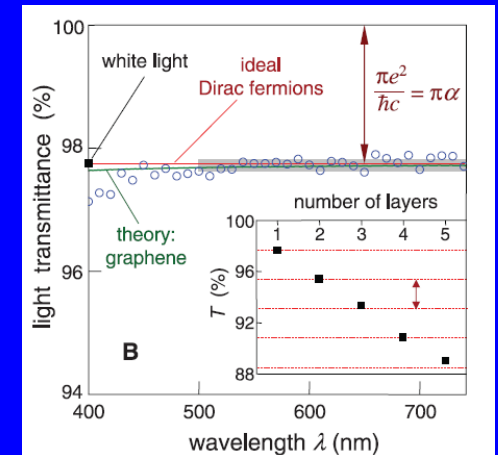 100
98
96
94
light transmittance (%)
white light
ideal
Dirac fermions
πe²/ħc = πα
theory:
graphene
B
number of layers
1 2 3 4 5
100
96
92
88
T (%)
400 500 600 700
wavelength λ (nm)